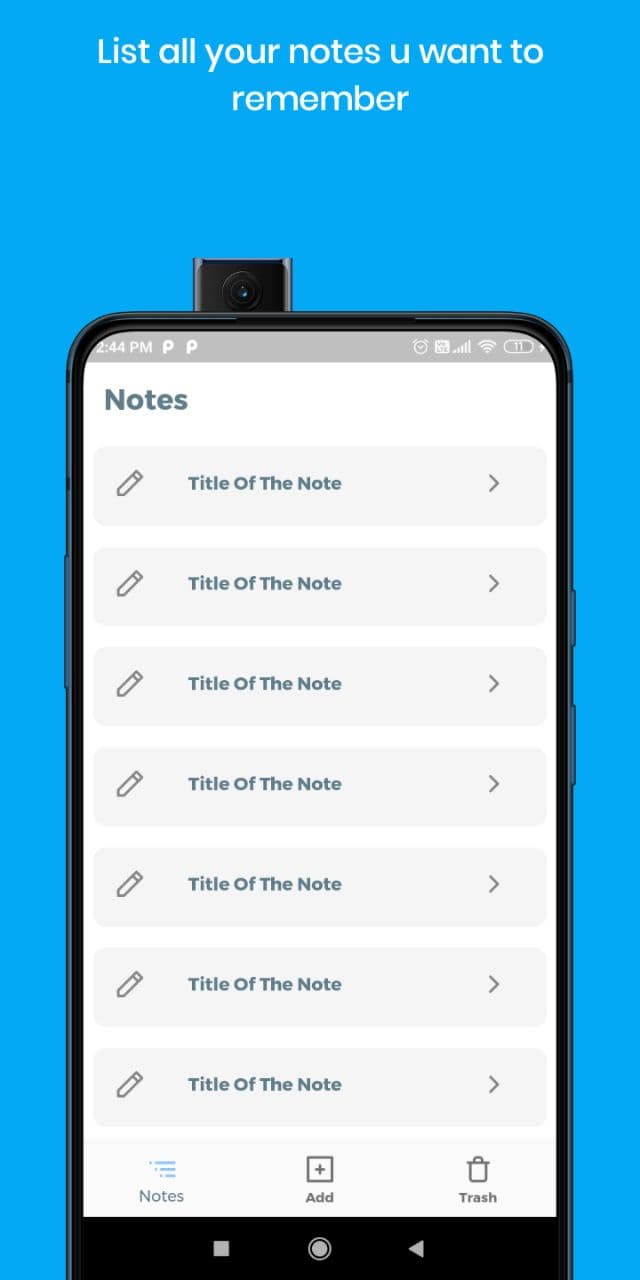 List all your notes u want to
remember
2:44 PM
11
Notes
Title Of The Note
Title Of The Note
Title Of The Note
Title Of The Note
Title Of The Note
Title Of The Note
Title Of The Note
Notes Add Trash